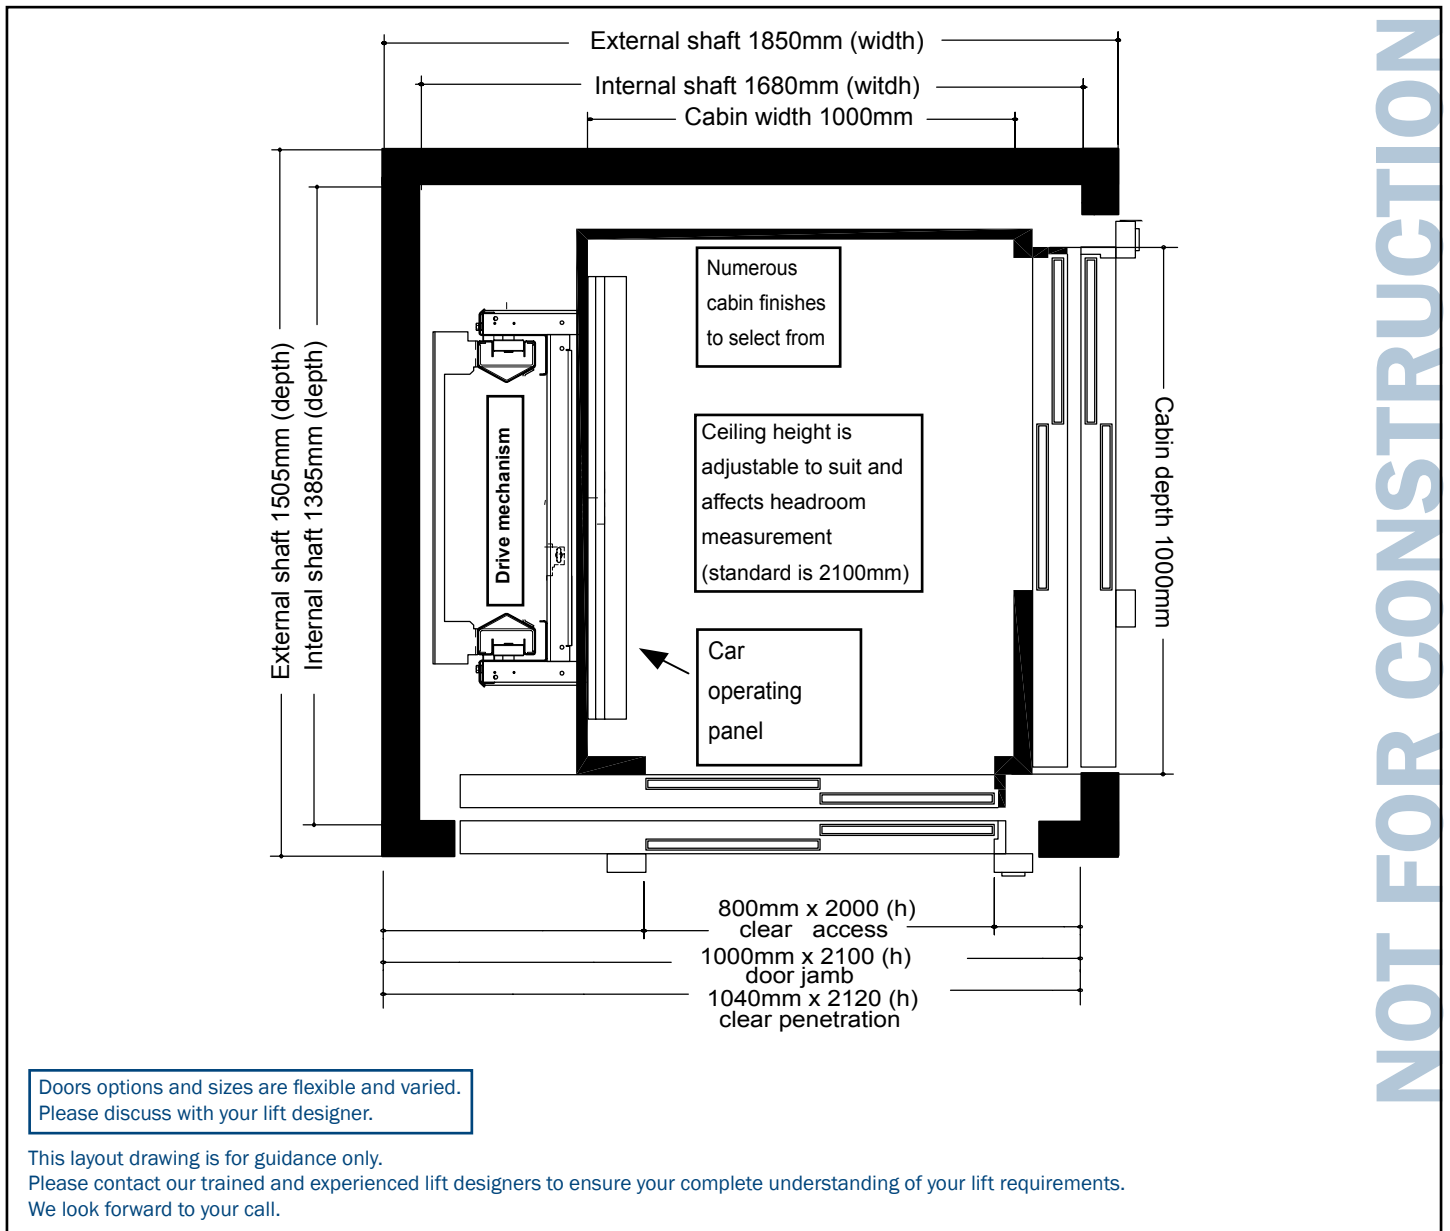 External shaft 1850mm (width)
Internal shaft 1680mm (witdh)
Cabin width 1000mm
External shaft 1505mm (depth)
Internal shaft 1385mm (depth)
Drive mechanism
Numerous
cabin finishes
to select from
Ceiling height is
adjustable to suit and
affects headroom
measurement
(standard is 2100mm)
Car
operating
panel
Cabin depth 1000mm
800mm x 2000 (h)
clear access
1000mm x 2100 (h)
door jamb
1040mm x 2120 (h)
clear penetration
NOT FOR CONSTRUCTION
Doors options and sizes are flexible and varied.
Please discuss with your lift designer.
This layout drawing is for guidance only.
Please contact our trained and experienced lift designers to ensure your complete understanding of your lift requirements.
We look forward to your call.